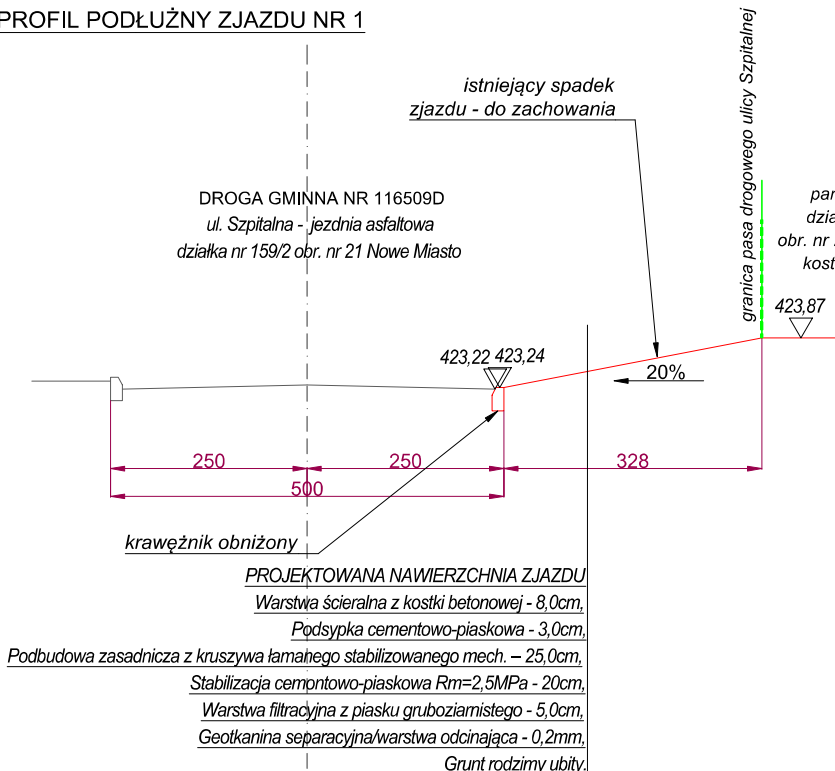 PROFIL PODŁUŻNY ZJAZDU NR 1
istniejący spadek
zjazdu - do zachowania
granica pasa drogowego ulicy Szpitalnej
DROGA GMINNA NR 116509D
ul. Szpitalna - jezdnia asfaltowa
działka nr 159/2 obr. nr 21 Nowe Miasto
obr. nr
423,87
423,22 423,24
20%
250 250 328
500
krawężnik obniżony
PROJEKTOWANA NAWIERZCHNIA ZJAZDU
Warstwa ścieralna z kostki betonowej - 8,0cm,
Podsypka cementowo-piaskowa - 3,0cm,
Podbudowa zasadnicza z kruszywa łamanego stabilizowanego mech. – 25,0cm,
Stabilizacja cemontowo-piaskowa Rm=2,5MPa - 20cm,
Warstwa filtracyjna z piasku gruboziarnistego - 5,0cm,
Geotkanina separacyjna/warstwa odcinająca - 0,2mm,
Grunt rodzimy ubity.